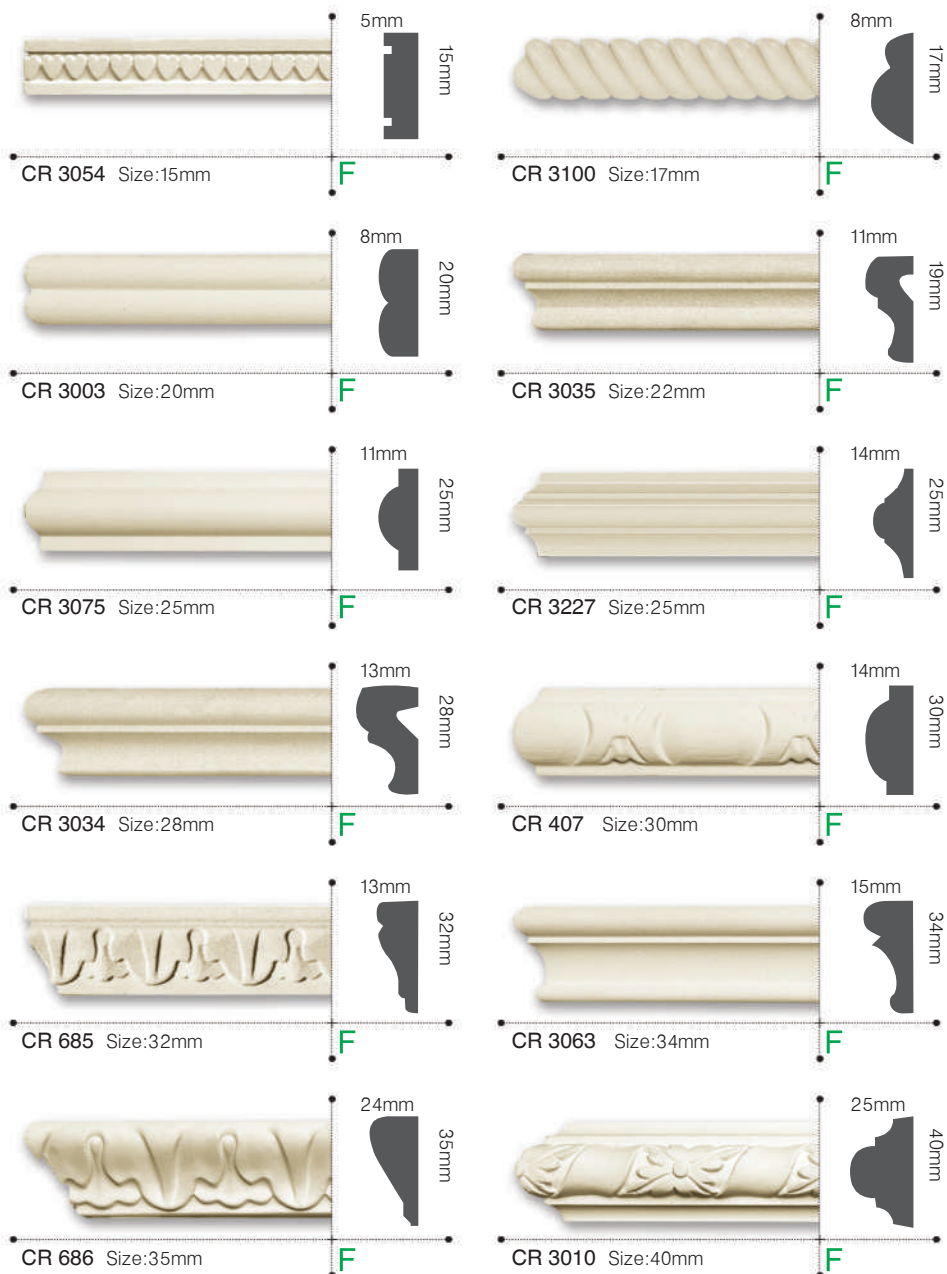 5mm
15mm
CR 3054 Size:15mm
F
8mm
17mm
CR 3100 Size:17mm
F
8mm
20mm
CR 3003 Size:20mm
F
11mm
19mm
CR 3035 Size:22mm
F
11mm
25mm
CR 3075 Size:25mm
F
14mm
25mm
CR 3227 Size:25mm
F
13mm
28mm
CR 3034 Size:28mm
F
14mm
30mm
CR 407 Size:30mm
F
13mm
32mm
CR 685 Size:32mm
F
15mm
34mm
CR 3063 Size:34mm
F
24mm
35mm
CR 686 Size:35mm
F
25mm
40mm
CR 3010 Size:40mm
F